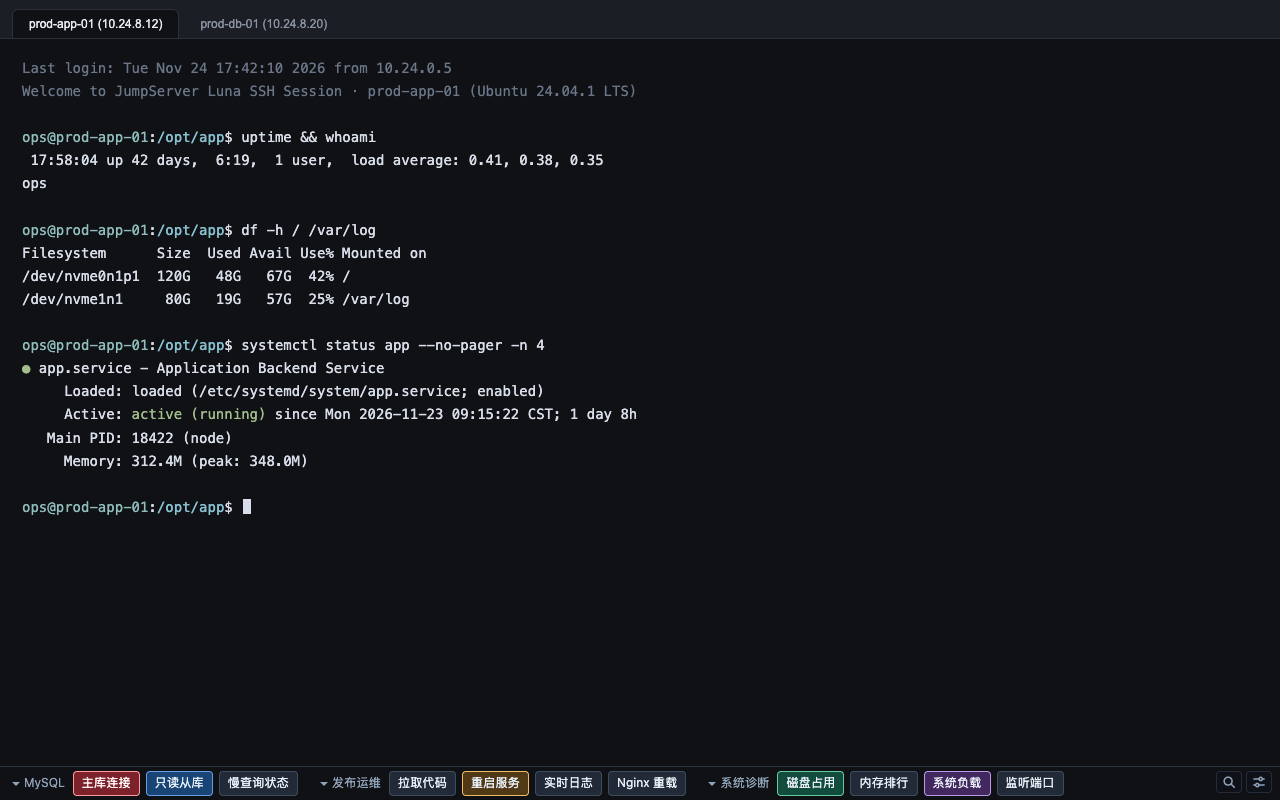 prod-app-01 (10.24.8.12) prod-db-01 (10.24.8.20)
Last login: Tue Nov 24 17:42:10 2026 from 10.24.0.5
Welcome to JumpServer Luna SSH Session · prod-app-01 (Ubuntu 24.04.1 LTS)
ops@prod-app-01:/opt/app$ uptime && whoami
17:58:04 up 42 days, 6:19, 1 user, load average: 0.41, 0.38, 0.35
ops
ops@prod-app-01:/opt/app$ df -h / /var/log
Filesystem Size Used Avail Use% Mounted on
/dev/nvme0n1p1 120G 48G 67G 42% /
/dev/nvme1n1 80G 19G 57G 25% /var/log
ops@prod-app-01:/opt/app$ systemctl status app --no-pager -n 4
● app.service - Application Backend Service
Loaded: loaded (/etc/systemd/system/app.service; enabled)
Active: active (running) since Mon 2026-11-23 09:15:22 CST; 1 day 8h
Main PID: 18422 (node)
Memory: 312.4M (peak: 348.0M)
ops@prod-app-01:/opt/app$
MySQL 主库连接 只读从库 慢查询状态 发布运维 拉取代码 重启服务 实时日志 Nginx 重载 系统诊断 磁盘占用 内存排行 系统负载 监听端口